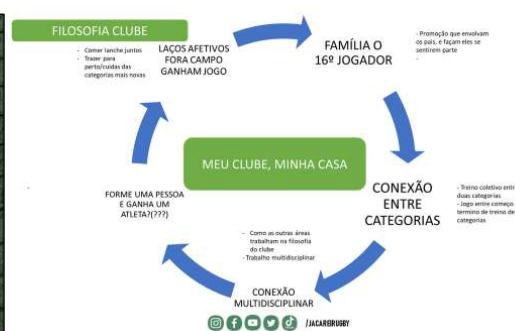 FILOSOFIA CLUBE
- Comer lanche juntos
- Trazer para
perto/cuidas das
categorias mais novas
LAÇOS AFETIVOS
FORA CAMPO
GANHAM JOGO
FAMÍLIA O
16º JOGADOR
- Promoção que envolvam
os pais, e façam eles se
sentirem parte
-
MEU CLUBE, MINHA CASA
CONEXÃO
ENTRE
CATEGORIAS
- Treino coletivo entr
duas categorias
- Jogo entre começo
termino de treino de
categorias
- Como as outras áreas
trabalham na filosofia
do clube
- Trabalho multidisciplinar
CONEXÃO
MULTIDISCIPLINAR
-
FORME UMA PESSOA
E GANHA UM
ATLETA?(???)
/JACAREIRUGBY